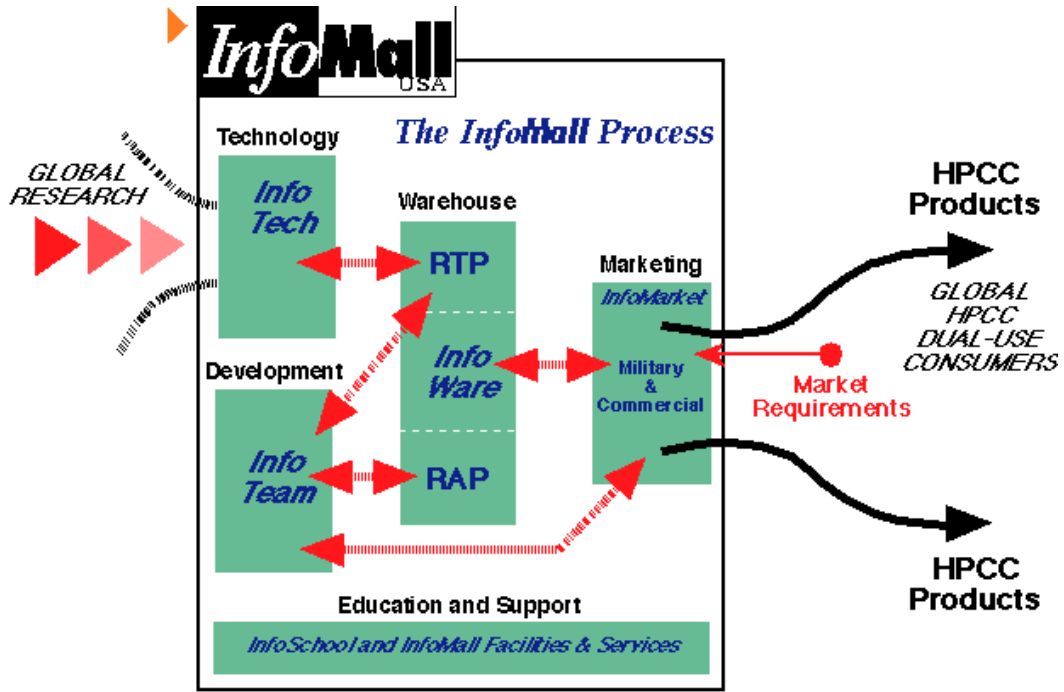 InfoMall
USA
The InfoMall Process
Technology
GLOBAL
RESEARCH
Info
Tech
Warehouse
RTP
Info
Ware
RAP
Development
Info
Team
Marketing
InfoMarket
Military
&
Commercial
HPCC
Products
GLOBAL
HPCC
DUAL-USE
CONSUMERS
Market
Requirements
HPCC
Products
Education and Support
InfoSchool and InfoMall Facilities & Services